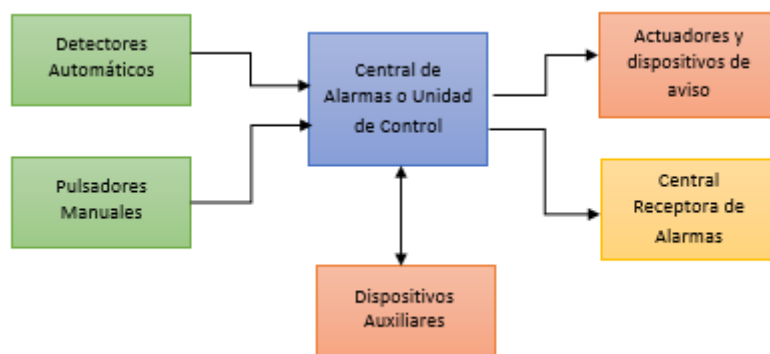 Detectores
Automáticos
Pulsadores
Manuales
Central de
Alarmas o Unidad
de Control
Dispositivos
Auxiliares
Actuadores y
dispositivos de
aviso
Central
Receptora de
Alarmas